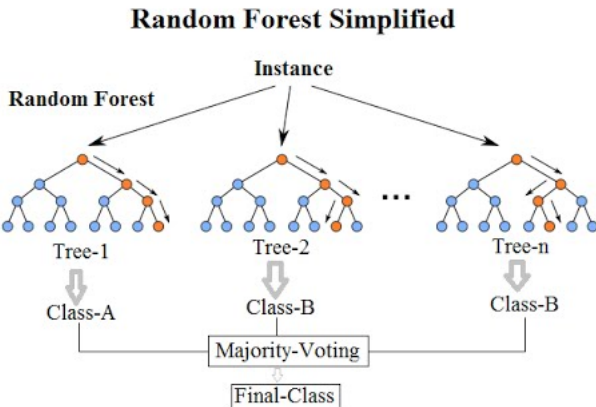 Random Forest Simplified
Instance
Random Forest
...
Tree-1
Tree-2
Tree-n
Class-A
Class-B
Class-B
Majority-Voting
Final-Class